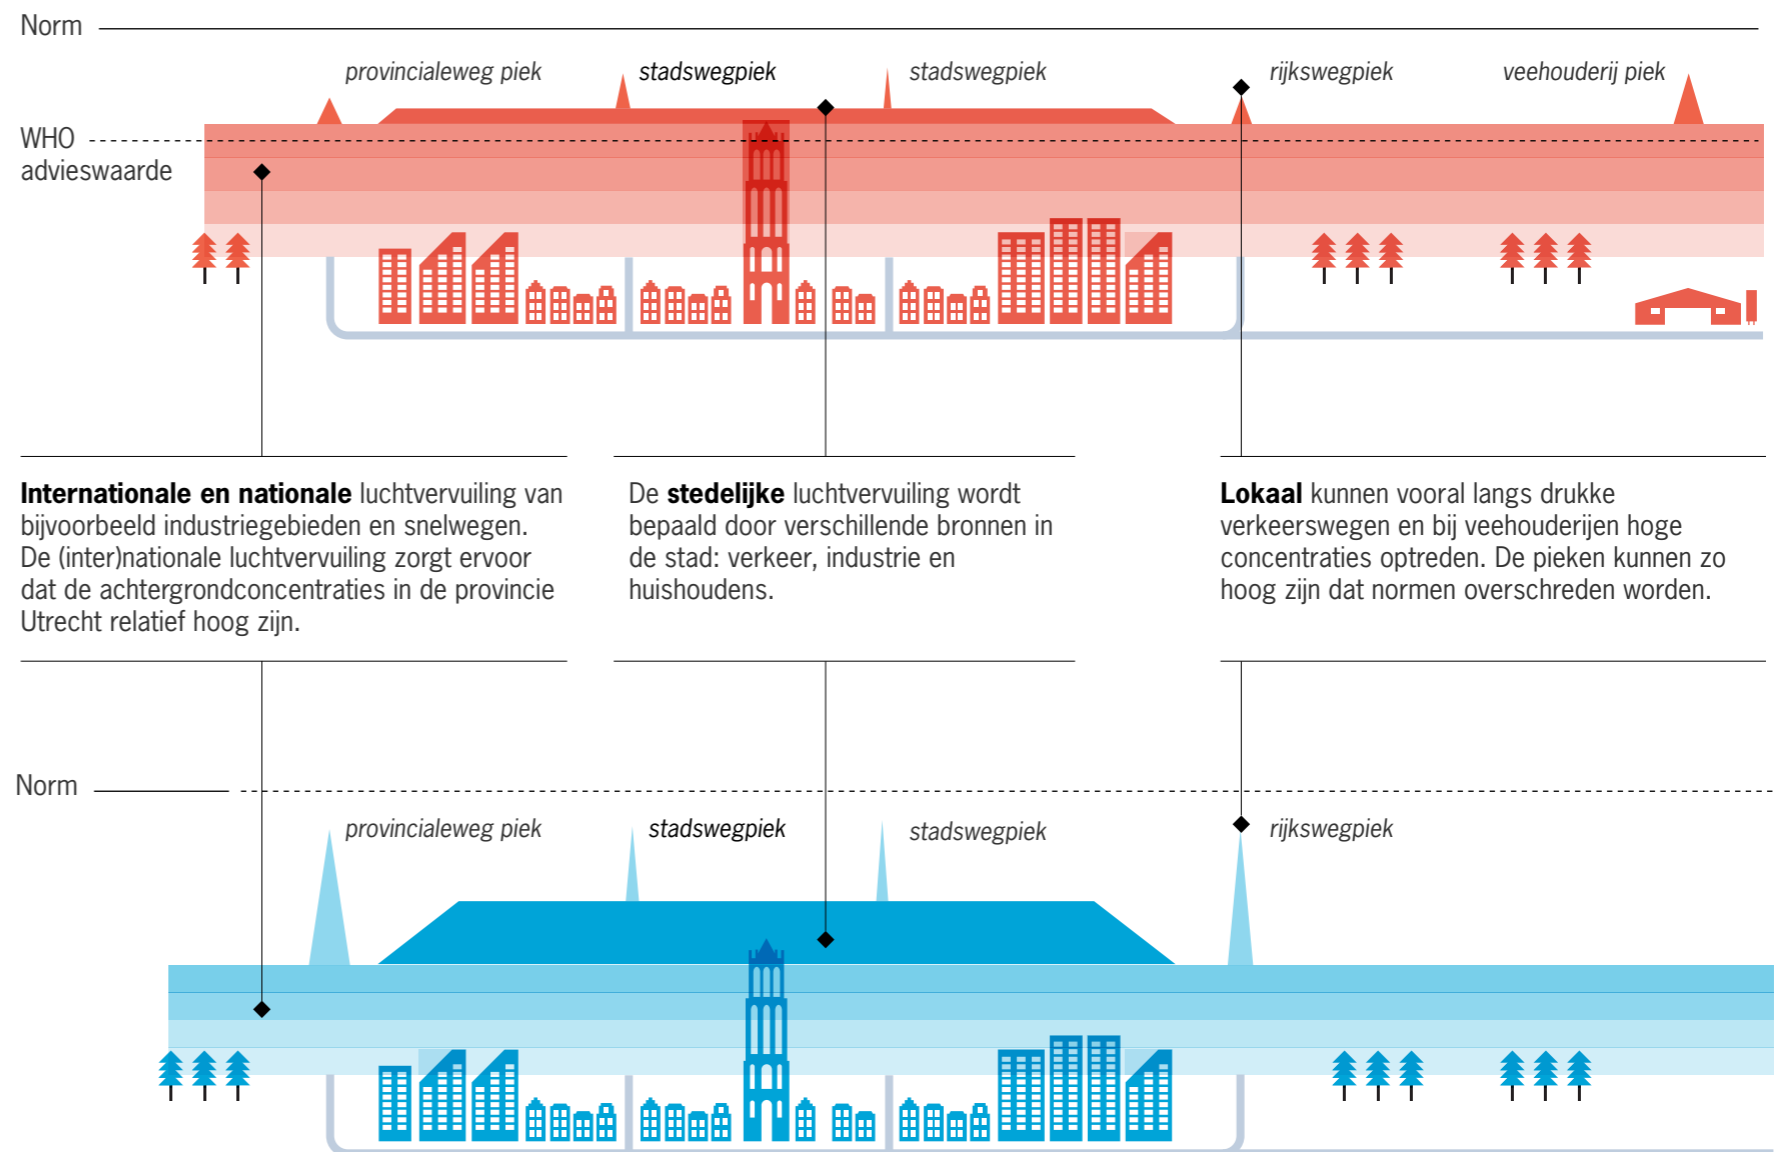 Norm
provincialeweg piek
stadswegpiek
stadswegpiek
rijkswegpiek
veehouderij piek
WHO
advieswaarde
Internationale en nationale luchtvervuiling van
bijvoorbeeld industriegebieden en snelwegen.
De (inter)nationale luchtvervuiling zorgt ervoor
dat de achtergrondconcentraties in de provincie
Utrecht relatief hoog zijn.
De stedelijke luchtvervuiling wordt
bepaald door verschillende bronnen in
de stad: verkeer, industrie en
huishoudens.
Lokaal kunnen vooral langs drukke
verkeerswegen en bij veehouderijen hoge
concentraties optreden. De pieken kunnen zo
hoog zijn dat normen overschreden worden.
Norm
provincialeweg piek
stadswegpiek
stadswegpiek
rijkswegpiek